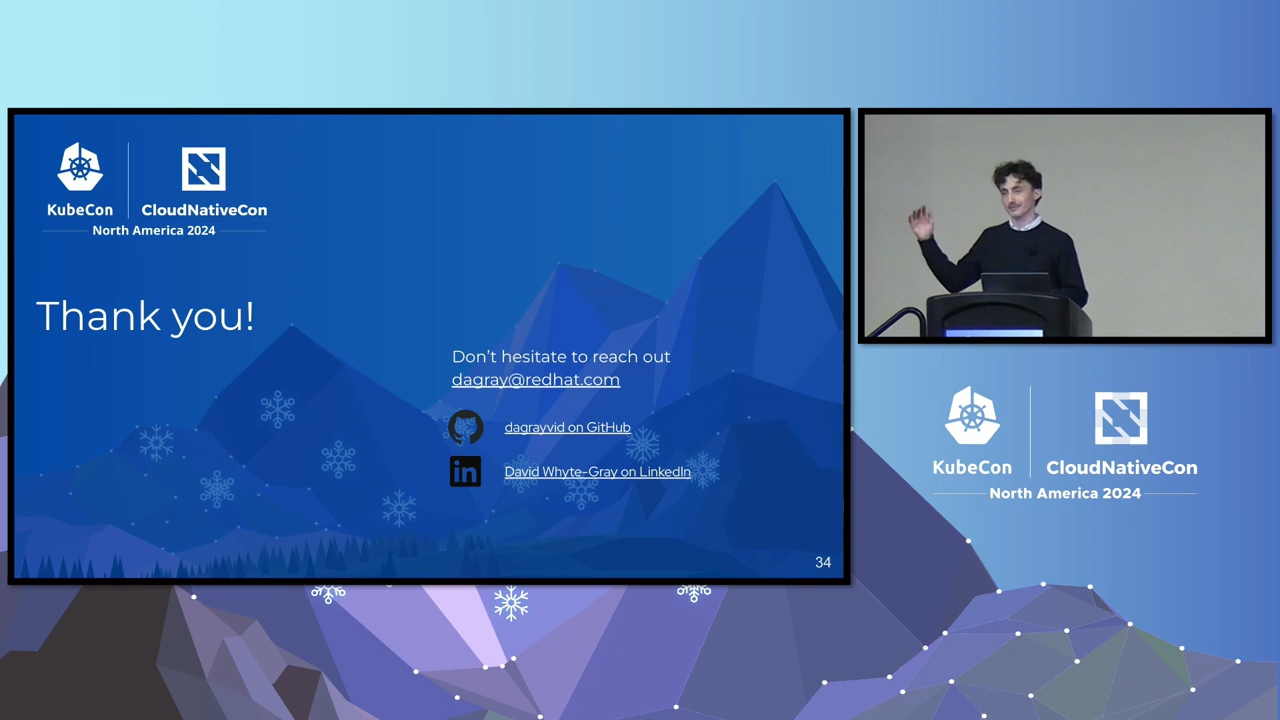 KubeCon
CloudNativeCon
North America 2024
Thank you!
Don't hesitate to reach out
dagray@redhat.com
dagrayvid on GitHub
in
David Whyte-Gray on LinkedIn
34
KubeCon
CloudNativeCon
North America 2024